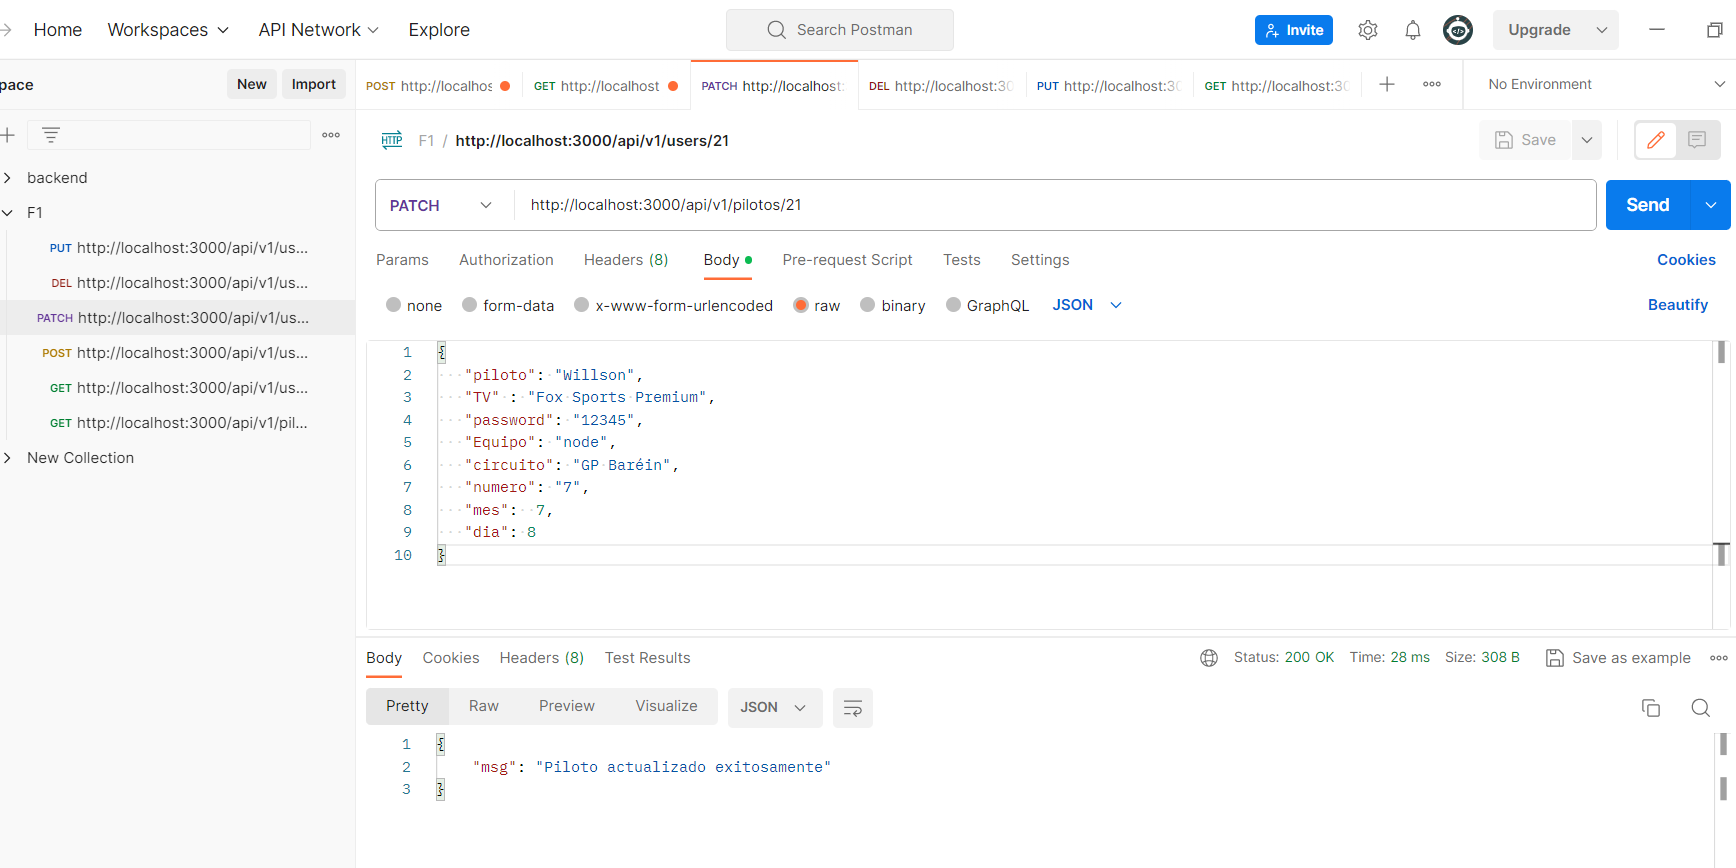 Home Workspaces API Network Explore Search Postman Invite Upgrade
pace New Import POST http://localhos GET http://localhost PATCH http://localhost: DEL http://localhost:30 PUT http://localhost:30 GET http://localhost:30 No Environment
HTTP F1 / http://localhost:3000/api/v1/users/21 Save
backend
F1
PUT http://localhost:3000/api/v1/us...
DEL http://localhost:3000/api/v1/us...
PATCH http://localhost:3000/api/v1/us...
POST http://localhost:3000/api/v1/us...
GET http://localhost:3000/api/v1/us...
GET http://localhost:3000/api/v1/pil...
New Collection
PATCH http://localhost:3000/api/v1/pilotos/21 Send
Params Authorization Headers (8) Body Pre-request Script Tests Settings Cookies
none form-data x-www-form-urlencoded raw binary GraphQL JSON Beautify
1 {
2 "piloto": "Willson",
3 "TV" : "Fox Sports Premium",
4 "password": "12345",
5 "Equipo": "node",
6 "circuito": "GP Baréin",
7 "numero": "7",
8 "mes": 7,
9 "dia": 8
10 }
Body Cookies Headers (8) Test Results Status: 200 OK Time: 28 ms Size: 308 B Save as example
Pretty Raw Preview Visualize JSON
1 {
2 "msg": "Piloto actualizado exitosamente"
3 }